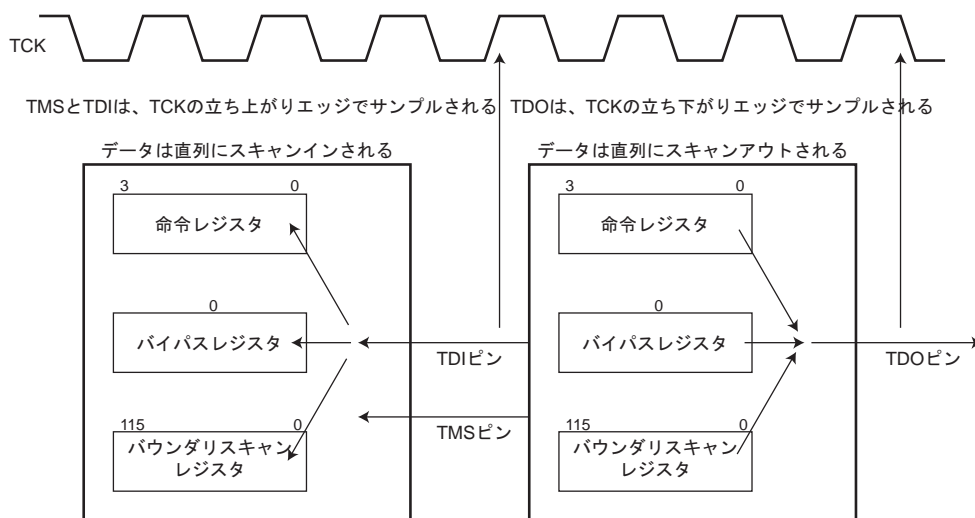 TCK
TMSとTDIは、TCKの立ち上がりエッジでサンプルされる
TDOは、TCKの立ち下がりエッジでサンプルされる
データは直列にスキャンインされる
3 0
命令レジスタ
0
バイパスレジスタ
115 0
バウンダリスキャン
レジスタ
TDIピン
TMSピン
データは直列にスキャンアウトされる
3 0
命令レジスタ
0
バイパスレジスタ
115 0
バウンダリスキャン
レジスタ
TDOピン